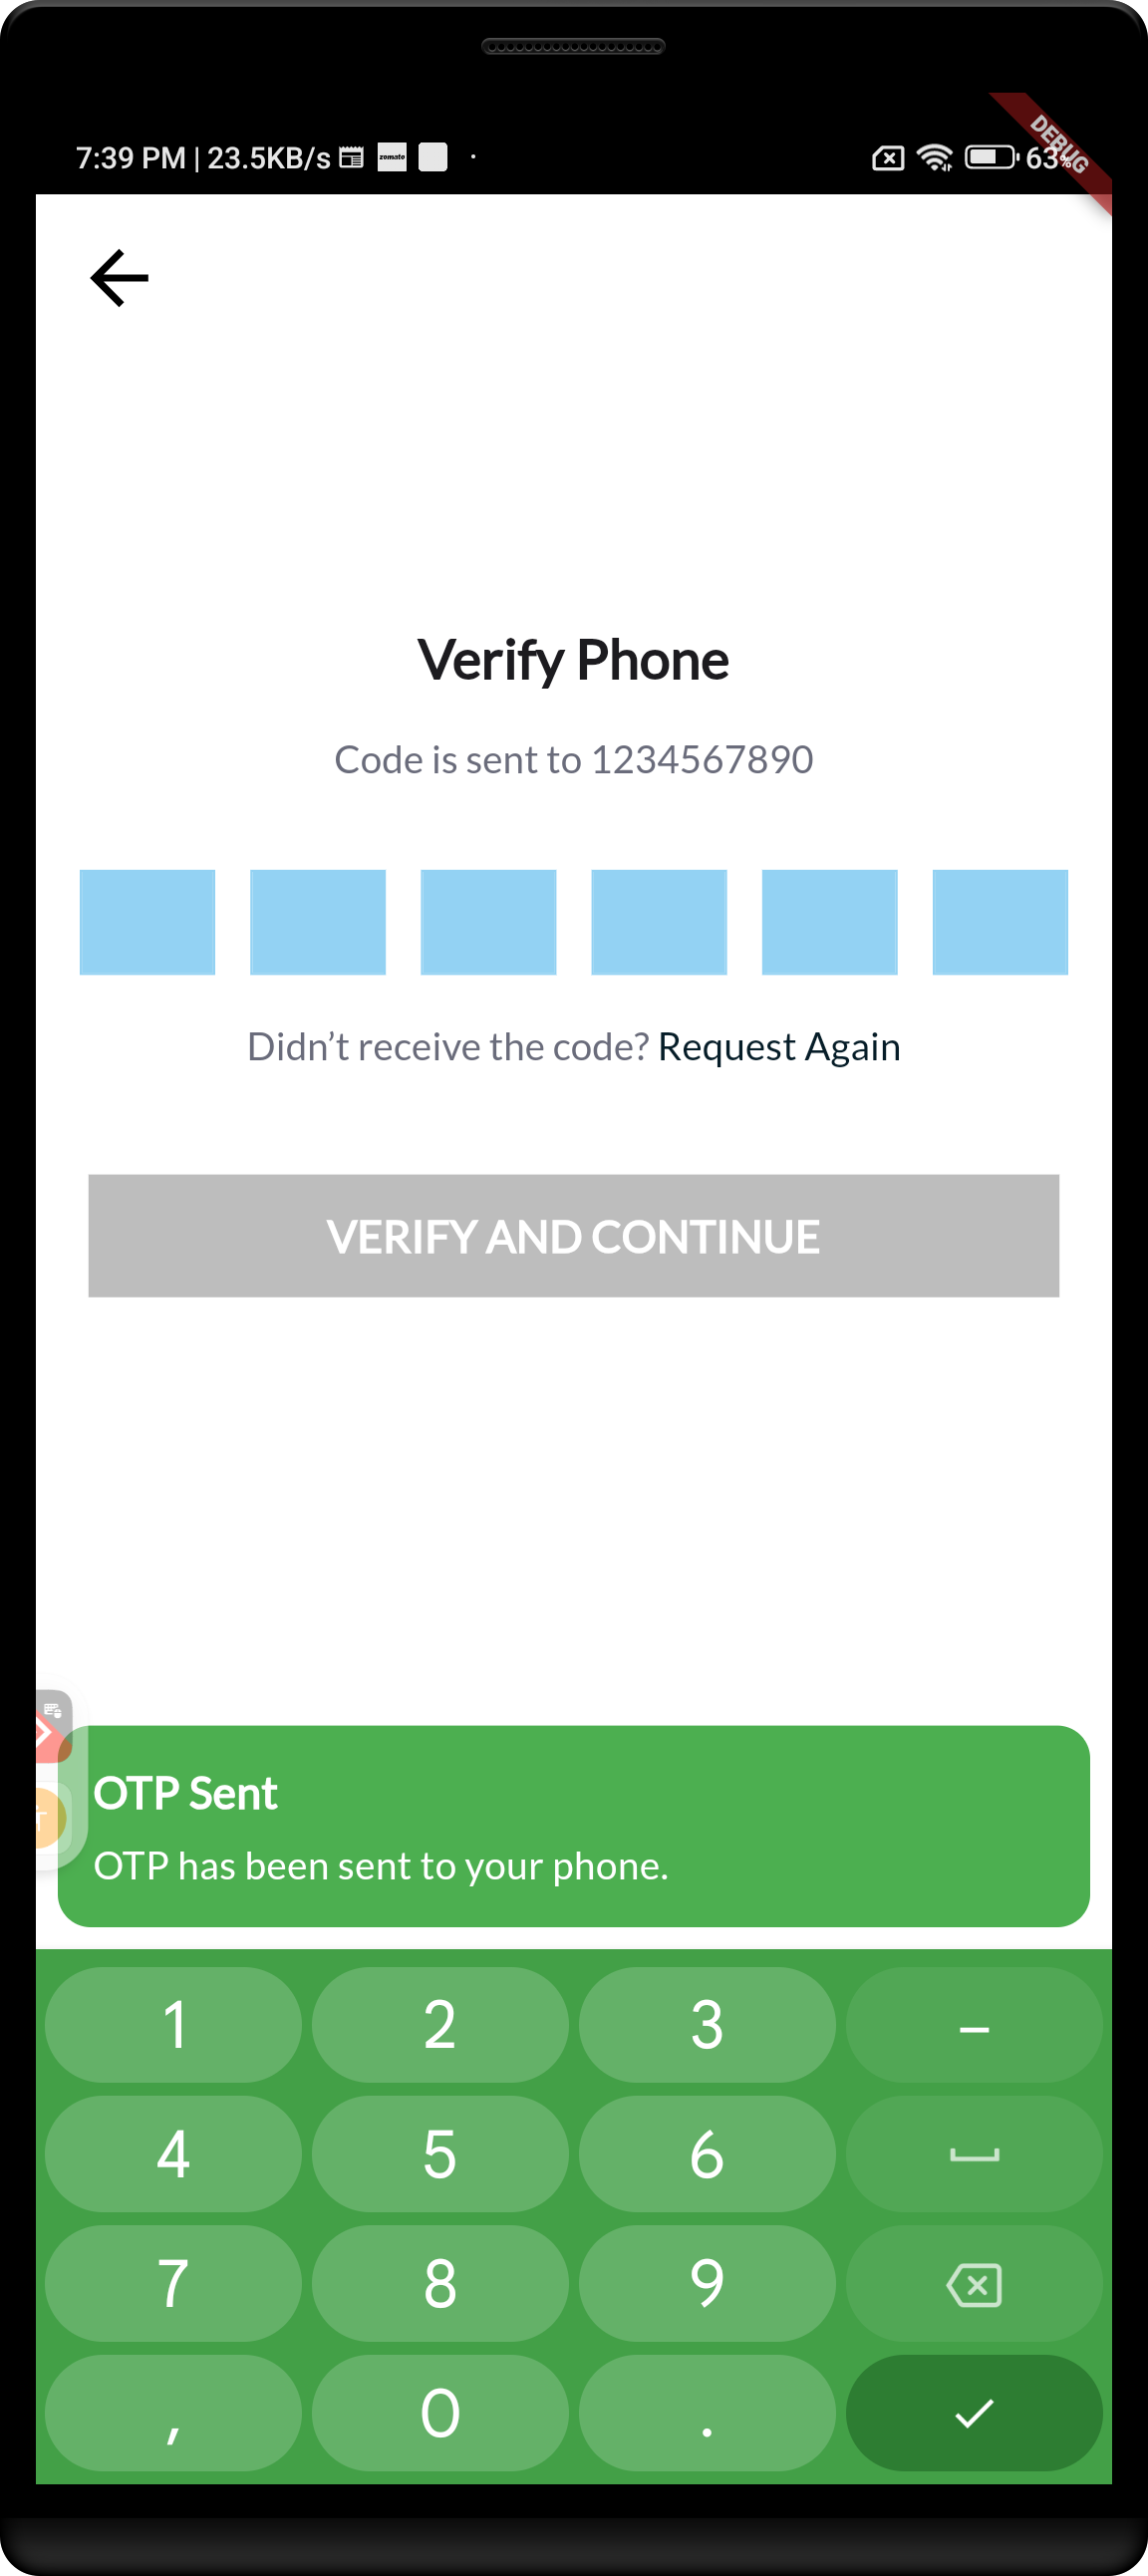 7:39 PM | 23.5KB/s zomato
63%
DEBUG
Verify Phone
Code is sent to 1234567890
Didn’t receive the code? Request Again
VERIFY AND CONTINUE
OTP Sent
OTP has been sent to your phone.
1 2 3 –
4 5 6
7 8 9
, 0 .